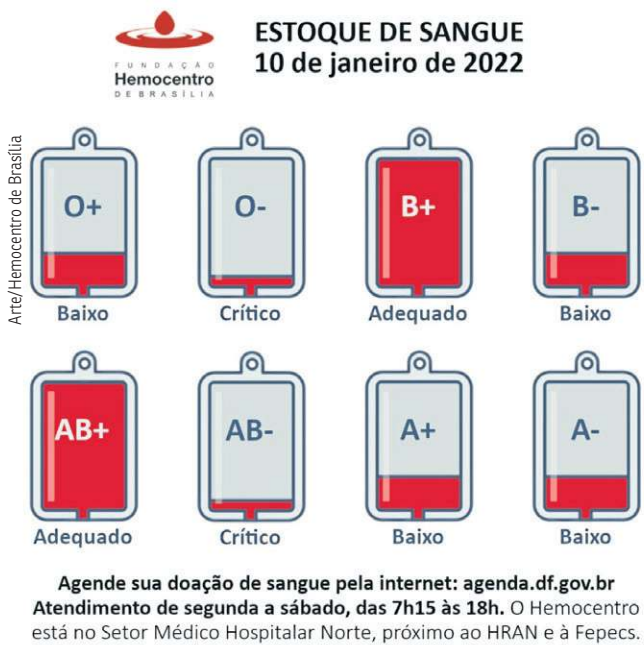 FUNDAÇÃO
Hemocentro
DE BRASÍLIA
ESTOQUE DE SANGUE
10 de janeiro de 2022
Arte/Hemocentro de Brasília
O+
O-
B+
B-
Baixo
Crítico
Adequado
Baixo
AB+
AB-
A+
A-
Adequado
Crítico
Baixo
Baixo
Agende sua doação de sangue pela internet: agenda.df.gov.br
Atendimento de segunda a sábado, das 7h15 às 18h. O Hemocentro
está no Setor Médico Hospitalar Norte, próximo ao HRAN e à Fepecs.